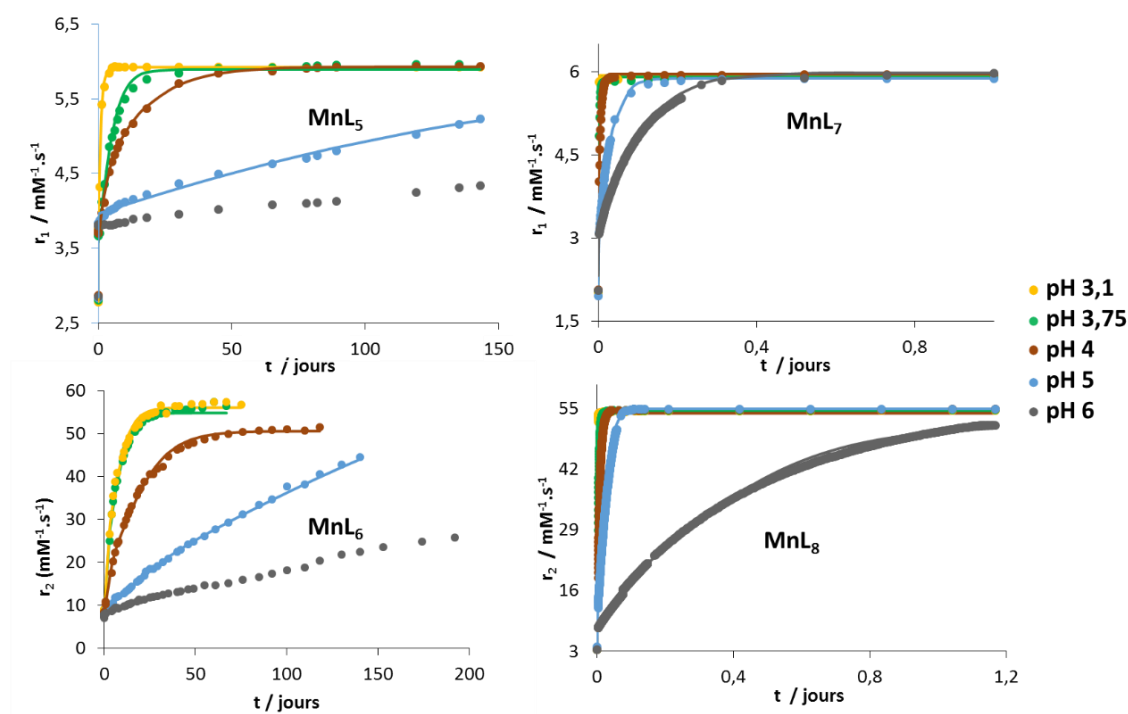 6,5
5,5
4,5
3,5
2,5
r₁ / mM⁻¹.s⁻¹
MnL₅
0
50
100
150
t / jours
6
4,5
3
1,5
r₁ / mM⁻¹.s⁻¹
MnL₇
0
0,4
0,8
t / jours
pH 3,1
pH 3,75
pH 4
pH 5
pH 6
60
50
40
30
20
10
0
r₂ (mM⁻¹.s⁻¹)
MnL₆
0
50
100
150
200
t / jours
55
42
29
16
3
r₂ / mM⁻¹.s⁻¹
MnL₈
0
0,4
0,8
1,2
t / jours